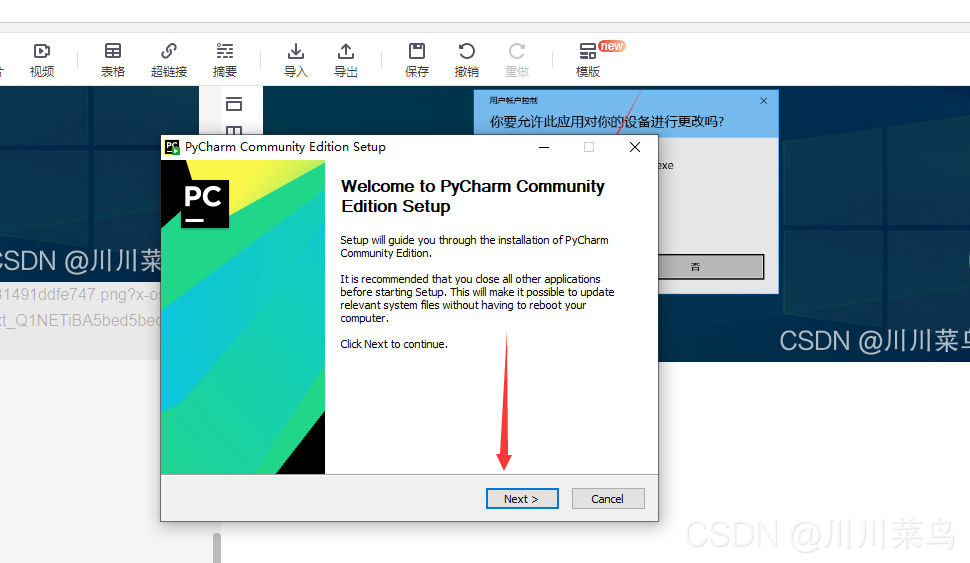 视频
表格
超链接
摘要
导入
导出
保存
撤销
重做
模版
new
用户帐户控制
你要允许此应用对你的设备进行更改吗?
PyCharm Community Edition Setup
exe
PC
Welcome to PyCharm Community
Edition Setup
Setup will guide you through the installation of PyCharm
Community Edition.
It is recommended that you close all other applications
before starting Setup. This will make it possible to update
relevant system files without having to reboot your
computer.
Click Next to continue.
否
CSDN @川川菜
31491ddfe747.png?x-os
xt_Q1NETiBA5bed5bed
CSDN @川川菜鸟
Next >
Cancel
CSDN @川川菜鸟